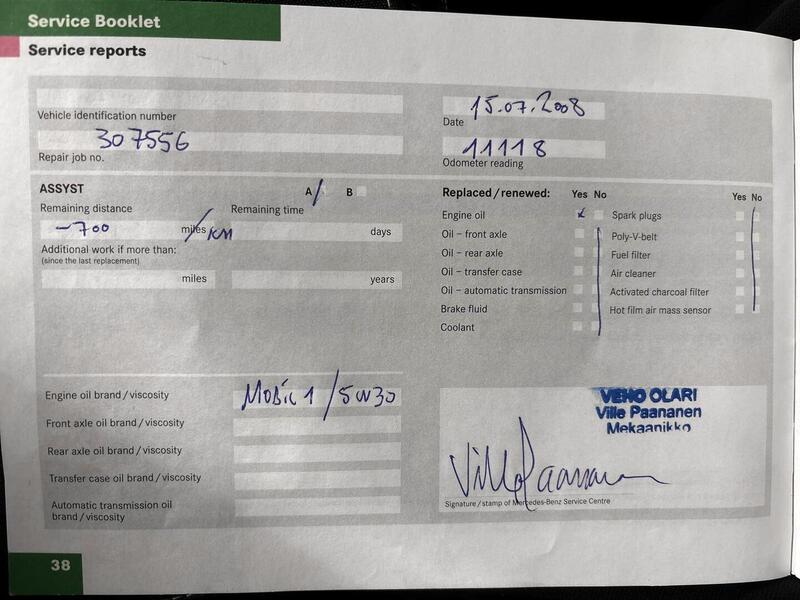 Service Booklet
Service reports
Vehicle identification number
307556
Repair job no.
15.07.2008
Date
11118
Odometer reading
ASSYST A / B
Remaining distance
-700 miles / KM
Remaining time
days
Additional work if more than:
(since the last replacement)
miles
years
Replaced / renewed: Yes No
Engine oil
Oil – front axle
Oil – rear axle
Oil – transfer case
Oil – automatic transmission
Brake fluid
Coolant
Yes No
Spark plugs
Poly-V-belt
Fuel filter
Air cleaner
Activated charcoal filter
Hot film air mass sensor
Engine oil brand / viscosity
Mobil 1 / 5W30
Front axle oil brand / viscosity
Rear axle oil brand / viscosity
Transfer case oil brand / viscosity
Automatic transmission oil
brand / viscosity
VEHO OLARI
Ville Paananen
Mekaanikko
Ville Paananen
Signature / stamp of Mercedes-Benz Service Centre
38